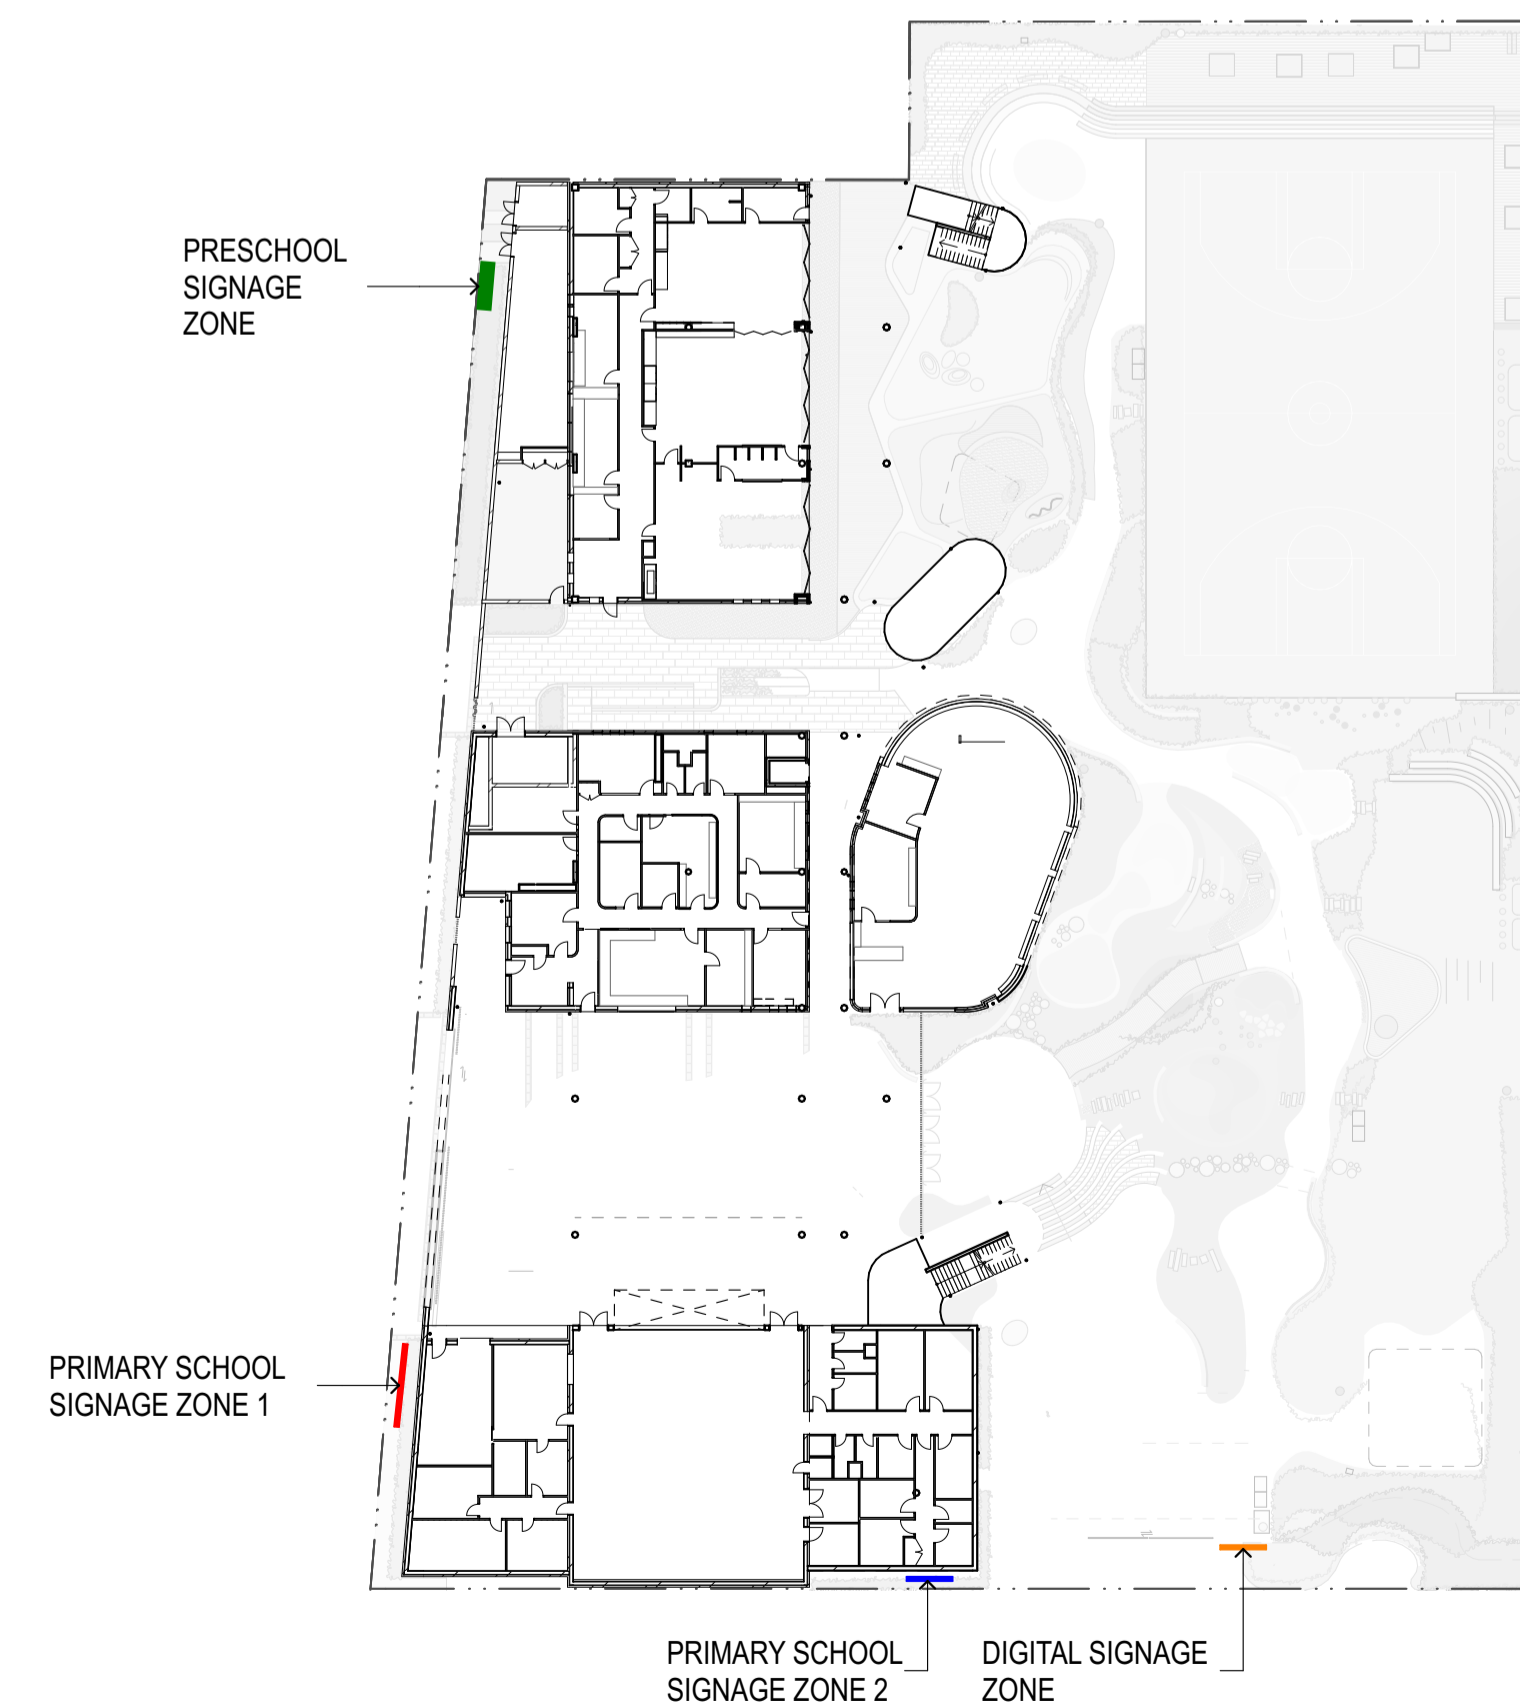 PRESCHOOL
SIGNAGE
ZONE
PRIMARY SCHOOL
SIGNAGE ZONE 1
PRIMARY SCHOOL
SIGNAGE ZONE 2
DIGITAL SIGNAGE
ZONE